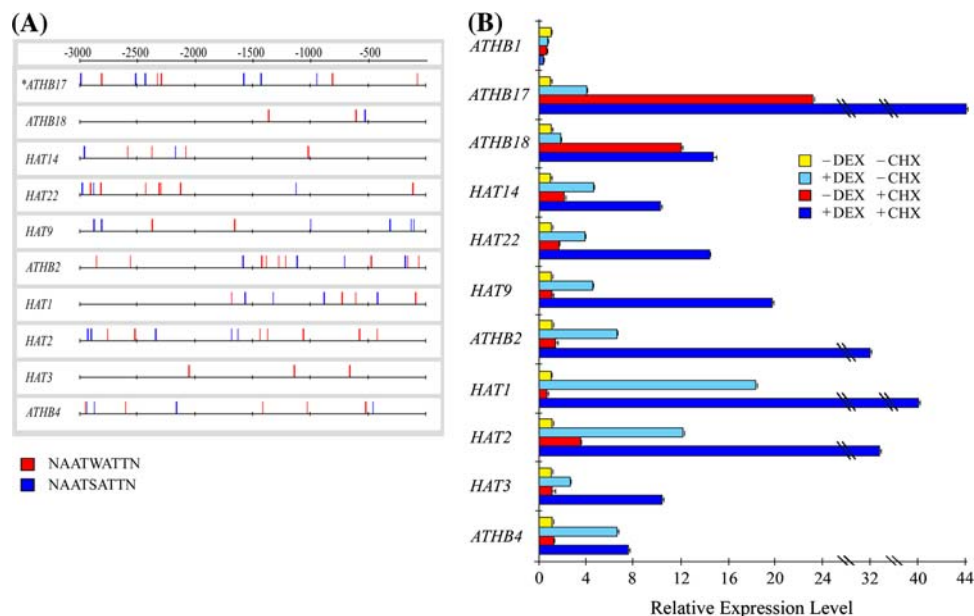 (A)
-3000 -2500 -2000 -1500 -1000 -500
*ATHB17
ATHB18
HAT14
HAT22
HAT9
ATHB2
HAT1
HAT2
HAT3
ATHB4
NAATWATTN
NAATSATTN
(B)
ATHB1
ATHB17
ATHB18
HAT14
HAT22
HAT9
ATHB2
HAT1
HAT2
HAT3
ATHB4
−DEX −CHX
+DEX −CHX
−DEX +CHX
+DEX +CHX
0 4 8 12 16 20 24 28 32 36 40 44
Relative Expression Level